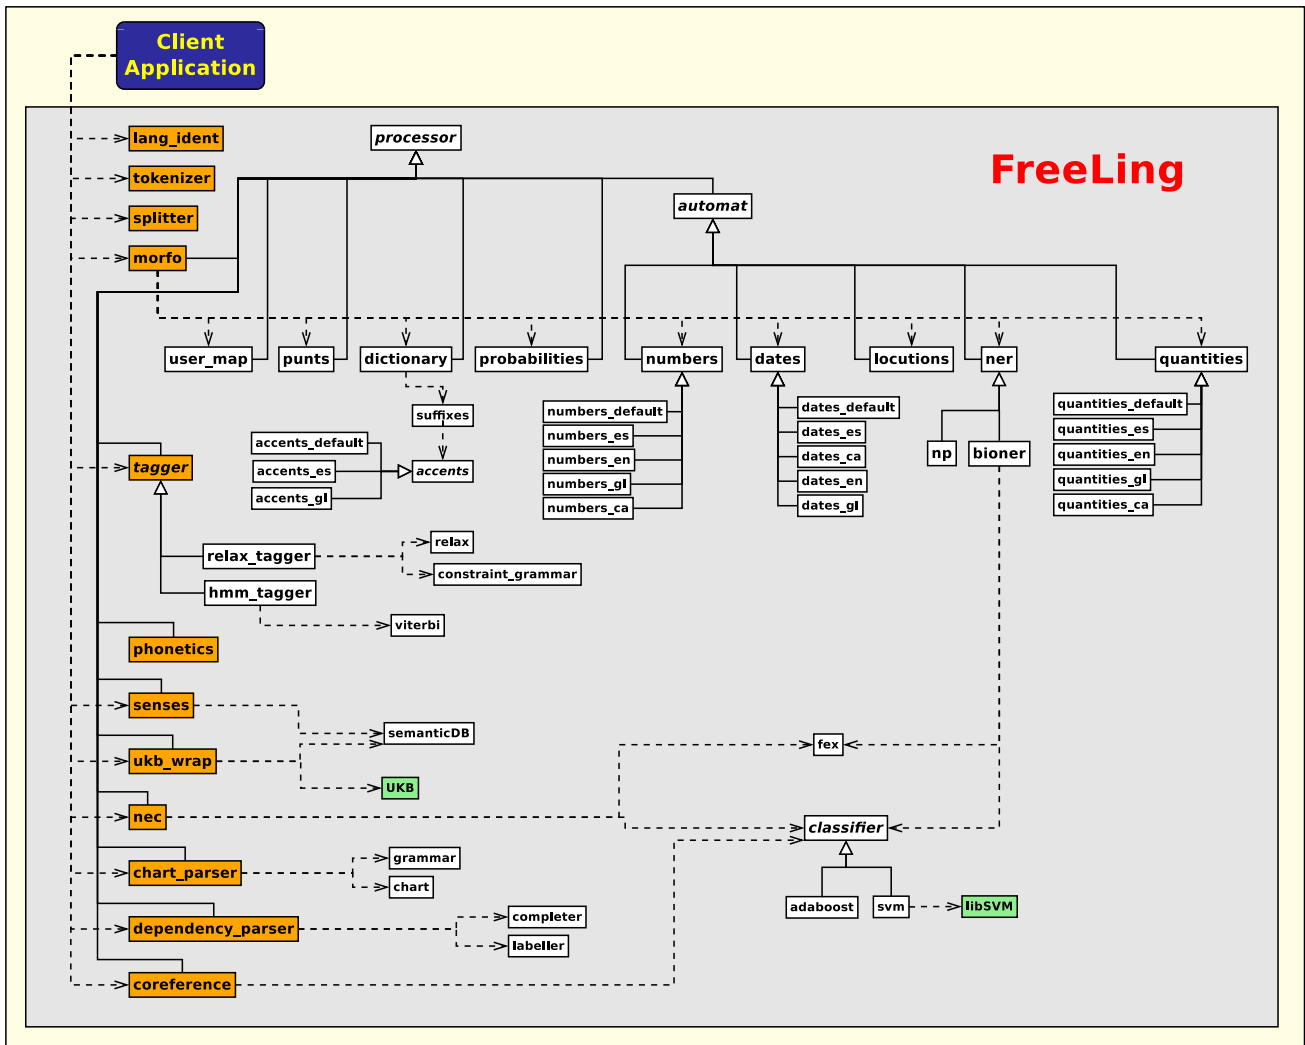 Client
Application
lang_ident
processor
FreeLing
tokenizer
automat
splitter
morfo
user_map
punts
dictionary
probabilities
numbers
dates
locutions
ner
quantities
suffixes
numbers_default
dates_default
quantities_default
accents_default
numbers_es
dates_es
quantities_es
np
bioner
tagger
accents_es
accents
numbers_en
dates_ca
quantities_en
accents_gl
numbers_gl
dates_en
quantities_gl
numbers_ca
dates_gl
quantities_ca
relax_tagger
relax
constraint_grammar
hmm_tagger
viterbi
phonetics
senses
semanticDB
fex
ukb_wrap
UKB
nec
classifier
chart_parser
grammar
chart
adaboost
svm
libSVM
dependency_parser
completer
labeller
coreference